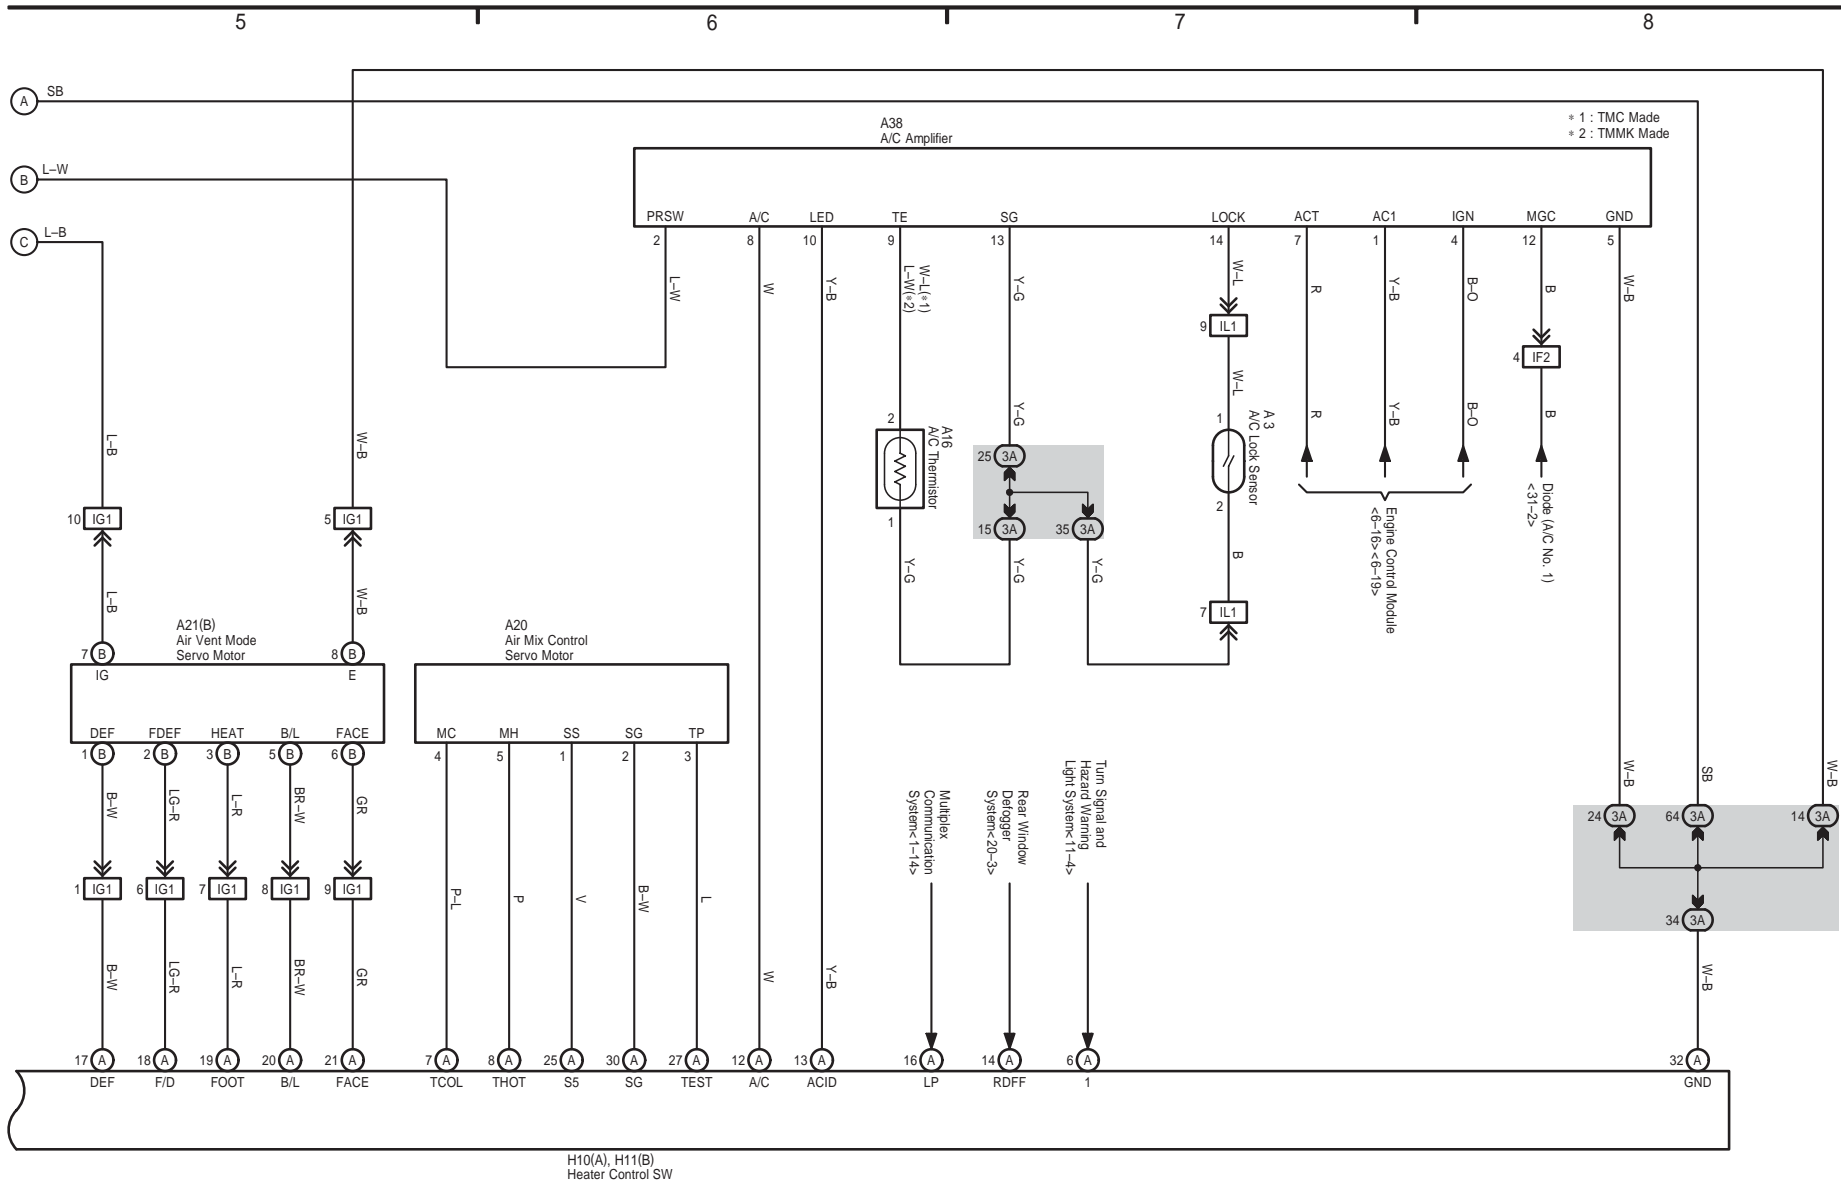 5
6
7
8
A SB
B L–W
C L–B
A38
A/C Amplifier
* 1 : TMC Made
* 2 : TMMK Made
PRSW A/C LED TE SG LOCK ACT AC1 IGN MGC GND
2 8 10 9 13 14 7 1 4 12 5
L–W
W
Y–B
W–L(*1)
L–W(*2)
Y–G
W–L
R
Y–B
B–O
B
W–B
9 IL1
4 IF2
L–B
W–B
Y–G
W–L
R
Y–B
B–O
B
2
A16
A/C Thermistor
1
25 3A
15 3A
35 3A
1
A 3
A/C Lock Sensor
2
10 IG1
5 IG1
Y–G
Y–G
Y–G
B
7 IL1
Engine Control Module
<6–16><6–19>
Diode (A/C No. 1)
<31–2>
L–B
W–B
A21(B)
Air Vent Mode
Servo Motor
A20
Air Mix Control
Servo Motor
7 B
8 B
IG
E
DEF FDEF HEAT B/L FACE
1 B 2 B 3 B 5 B 6 B
MC MH SS SG TP
4 5 1 2 3
B–W
LG–R
L–R
BR–W
GR
Multiplex
Communication
System<1–14>
Rear Window
Defogger
System<20–3>
Turn Signal and
Hazard Warning
Light System<11–4>
W–B
SB
W–B
24 3A
64 3A
14 3A
34 3A
1 IG1 6 IG1 7 IG1 8 IG1 9 IG1
P–L
P
V
B–W
L
B–W
LG–R
L–R
BR–W
GR
W
Y–B
W–B
17 A 18 A 19 A 20 A 21 A 7 A 8 A 25 A 30 A 27 A 12 A 13 A 16 A 14 A 6 A 32 A
DEF F/D FOOT B/L FACE TCOL THOT S5 SG TEST A/C ACID LP RDFF 1 GND
H10(A), H11(B)
Heater Control SW